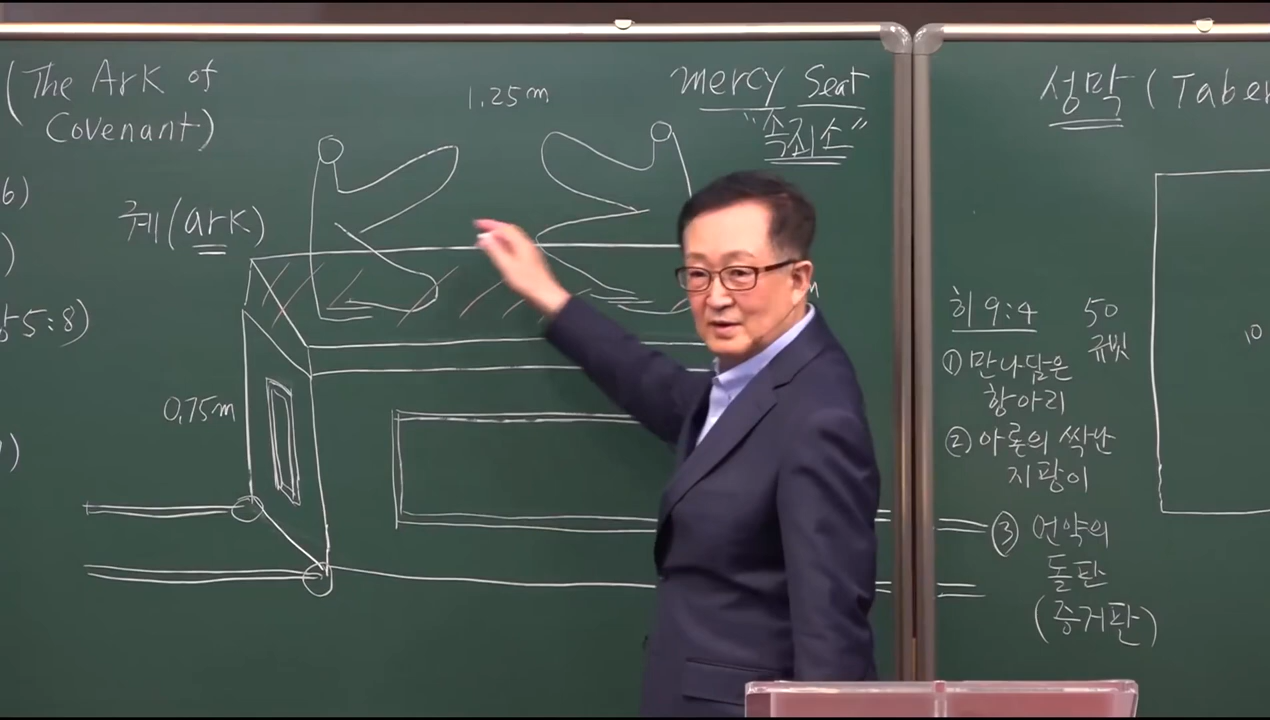 (The Ark of
Covenant)
6)
)
5:8)
)
궤(ark)
1.25m
0.75m
mercy Seat
"속죄소"
m
성막(Taber
히 9:4
① 만나담은
항아리
② 아론의 싹난
지팡이
③ 언약의
돌판
(증거판)
50
규빗
10